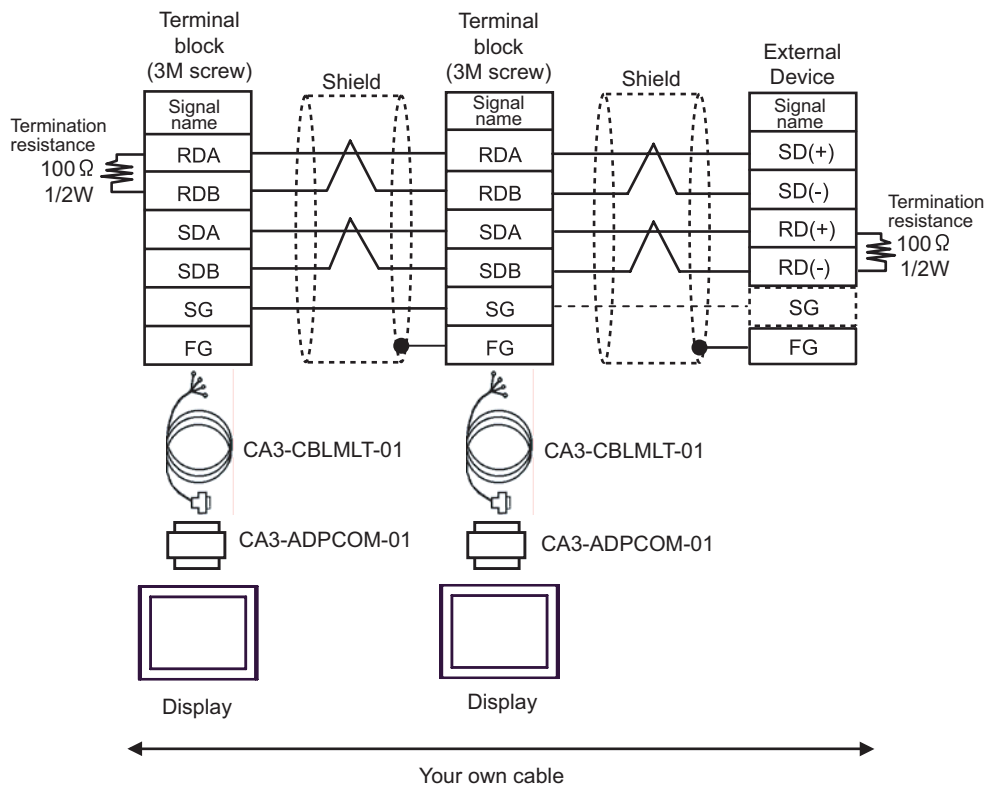 Terminal
block
(3M screw)
Terminal
block
(3M screw)
External
Device
Shield
Shield
Signal
name
Signal
name
Signal
name
Termination
resistance
100 Ω
1/2W
RDA
RDA
SD(+)
RDB
RDB
SD(-)
SDA
SDA
RD(+)
SDB
SDB
RD(-)
SG
SG
SG
FG
FG
FG
Termination
resistance
100 Ω
1/2W
CA3-CBLMLT-01
CA3-CBLMLT-01
CA3-ADPCOM-01
CA3-ADPCOM-01
Display
Display
Your own cable